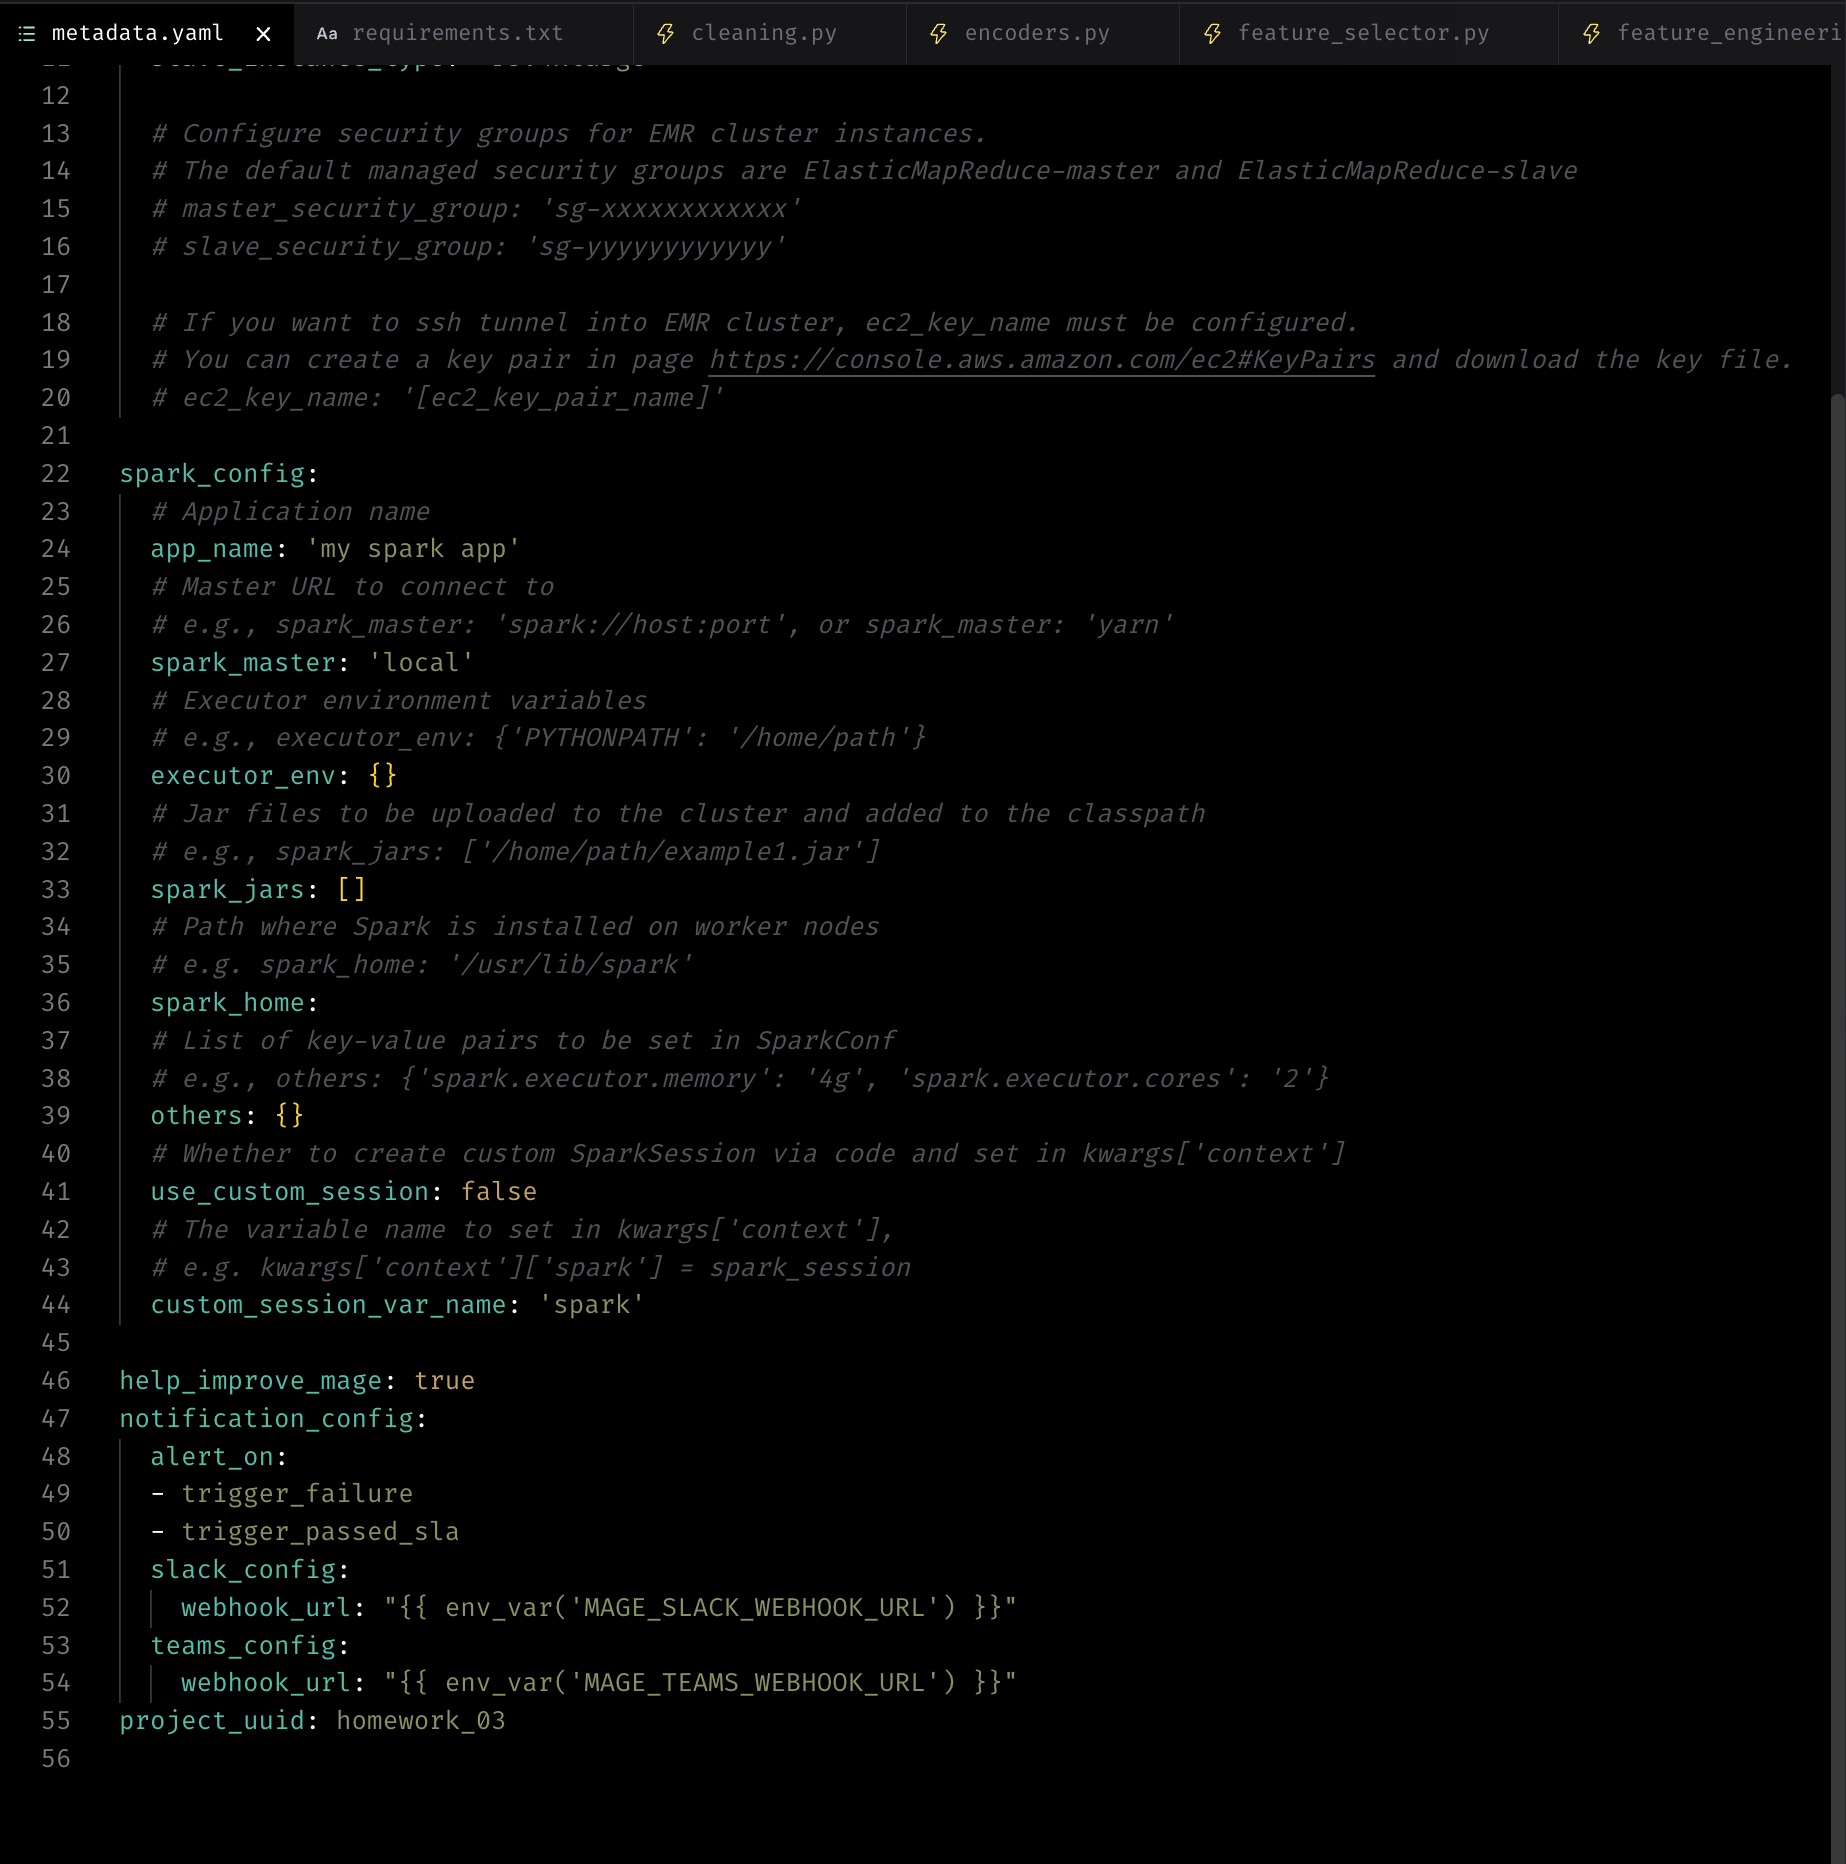 metadata.yaml
Aa requirements.txt
cleaning.py
encoders.py
feature_selector.py
feature_engineeri
12
13 # Configure security groups for EMR cluster instances.
14 # The default managed security groups are ElasticMapReduce-master and ElasticMapReduce-slave
15 # master_security_group: 'sg-xxxxxxxxxxxx'
16 # slave_security_group: 'sg-yyyyyyyyyyyy'
17
18 # If you want to ssh tunnel into EMR cluster, ec2_key_name must be configured.
19 # You can create a key pair in page https://console.aws.amazon.com/ec2#KeyPairs and download the key file.
20 # ec2_key_name: '[ec2_key_pair_name]'
21
22 spark_config:
23 # Application name
24 app_name: 'my spark app'
25 # Master URL to connect to
26 # e.g., spark_master: 'spark://host:port', or spark_master: 'yarn'
27 spark_master: 'local'
28 # Executor environment variables
29 # e.g., executor_env: {'PYTHONPATH': '/home/path'}
30 executor_env: {}
31 # Jar files to be uploaded to the cluster and added to the classpath
32 # e.g., spark_jars: ['/home/path/example1.jar']
33 spark_jars: []
34 # Path where Spark is installed on worker nodes
35 # e.g. spark_home: '/usr/lib/spark'
36 spark_home:
37 # List of key-value pairs to be set in SparkConf
38 # e.g., others: {'spark.executor.memory': '4g', 'spark.executor.cores': '2'}
39 others: {}
40 # Whether to create custom SparkSession via code and set in kwargs['context']
41 use_custom_session: false
42 # The variable name to set in kwargs['context'],
43 # e.g. kwargs['context']['spark'] = spark_session
44 custom_session_var_name: 'spark'
45
46 help_improve_mage: true
47 notification_config:
48 alert_on:
49 - trigger_failure
50 - trigger_passed_sla
51 slack_config:
52 webhook_url: "{{ env_var('MAGE_SLACK_WEBHOOK_URL') }}"
53 teams_config:
54 webhook_url: "{{ env_var('MAGE_TEAMS_WEBHOOK_URL') }}"
55 project_uuid: homework_03
56